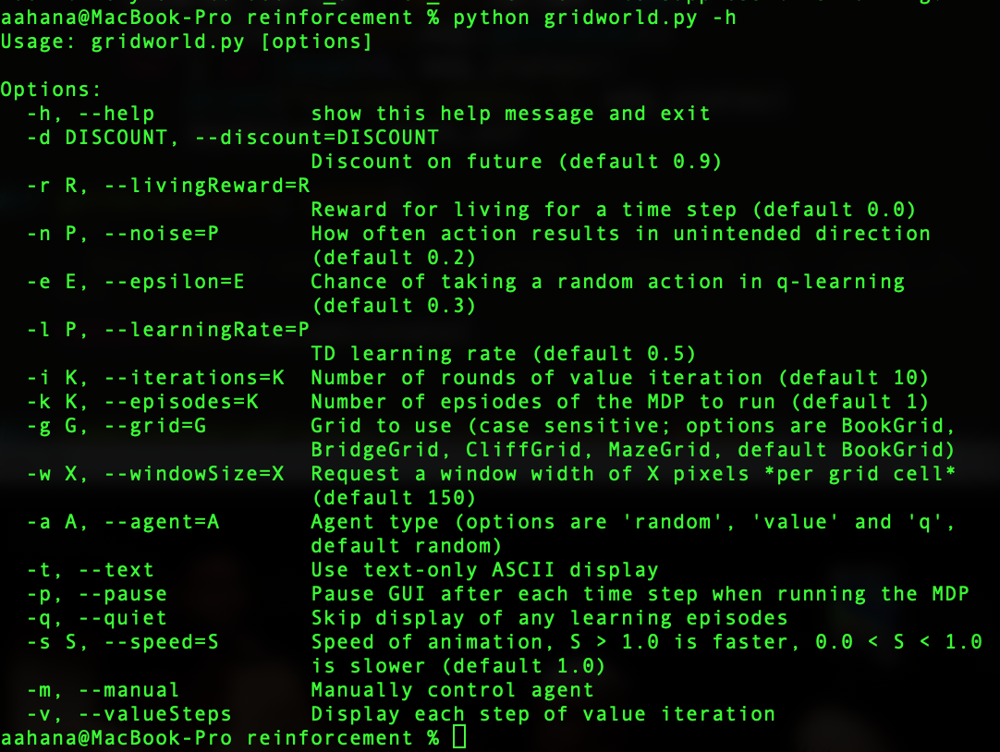 aahana@MacBook-Pro reinforcement % python gridworld.py -h
Usage: gridworld.py [options]
Options:
-h, --help show this help message and exit
-d DISCOUNT, --discount=DISCOUNT
Discount on future (default 0.9)
-r R, --livingReward=R
Reward for living for a time step (default 0.0)
-n P, --noise=P How often action results in unintended direction
(default 0.2)
-e E, --epsilon=E Chance of taking a random action in q-learning
(default 0.3)
-l P, --learningRate=P
TD learning rate (default 0.5)
-i K, --iterations=K Number of rounds of value iteration (default 10)
-k K, --episodes=K Number of epsiodes of the MDP to run (default 1)
-g G, --grid=G Grid to use (case sensitive; options are BookGrid,
BridgeGrid, CliffGrid, MazeGrid, default BookGrid)
-w X, --windowSize=X Request a window width of X pixels *per grid cell*
(default 150)
-a A, --agent=A Agent type (options are 'random', 'value' and 'q',
default random)
-t, --text Use text-only ASCII display
-p, --pause Pause GUI after each time step when running the MDP
-q, --quiet Skip display of any learning episodes
-s S, --speed=S Speed of animation, S > 1.0 is faster, 0.0 < S < 1.0
is slower (default 1.0)
-m, --manual Manually control agent
-v, --valueSteps Display each step of value iteration
aahana@MacBook-Pro reinforcement %